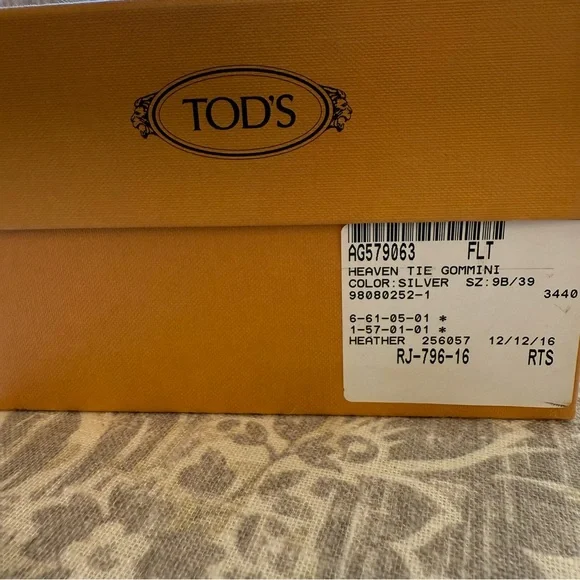 TOD'S
AG579063 FLT
HEAVEN TIE GOMMINI
COLOR:SILVER SZ:9B/39
98080252-1 3440
6-61-05-01 *
1-57-01-01 *
HEATHER 256057 12/12/16
RJ-796-16 RTS